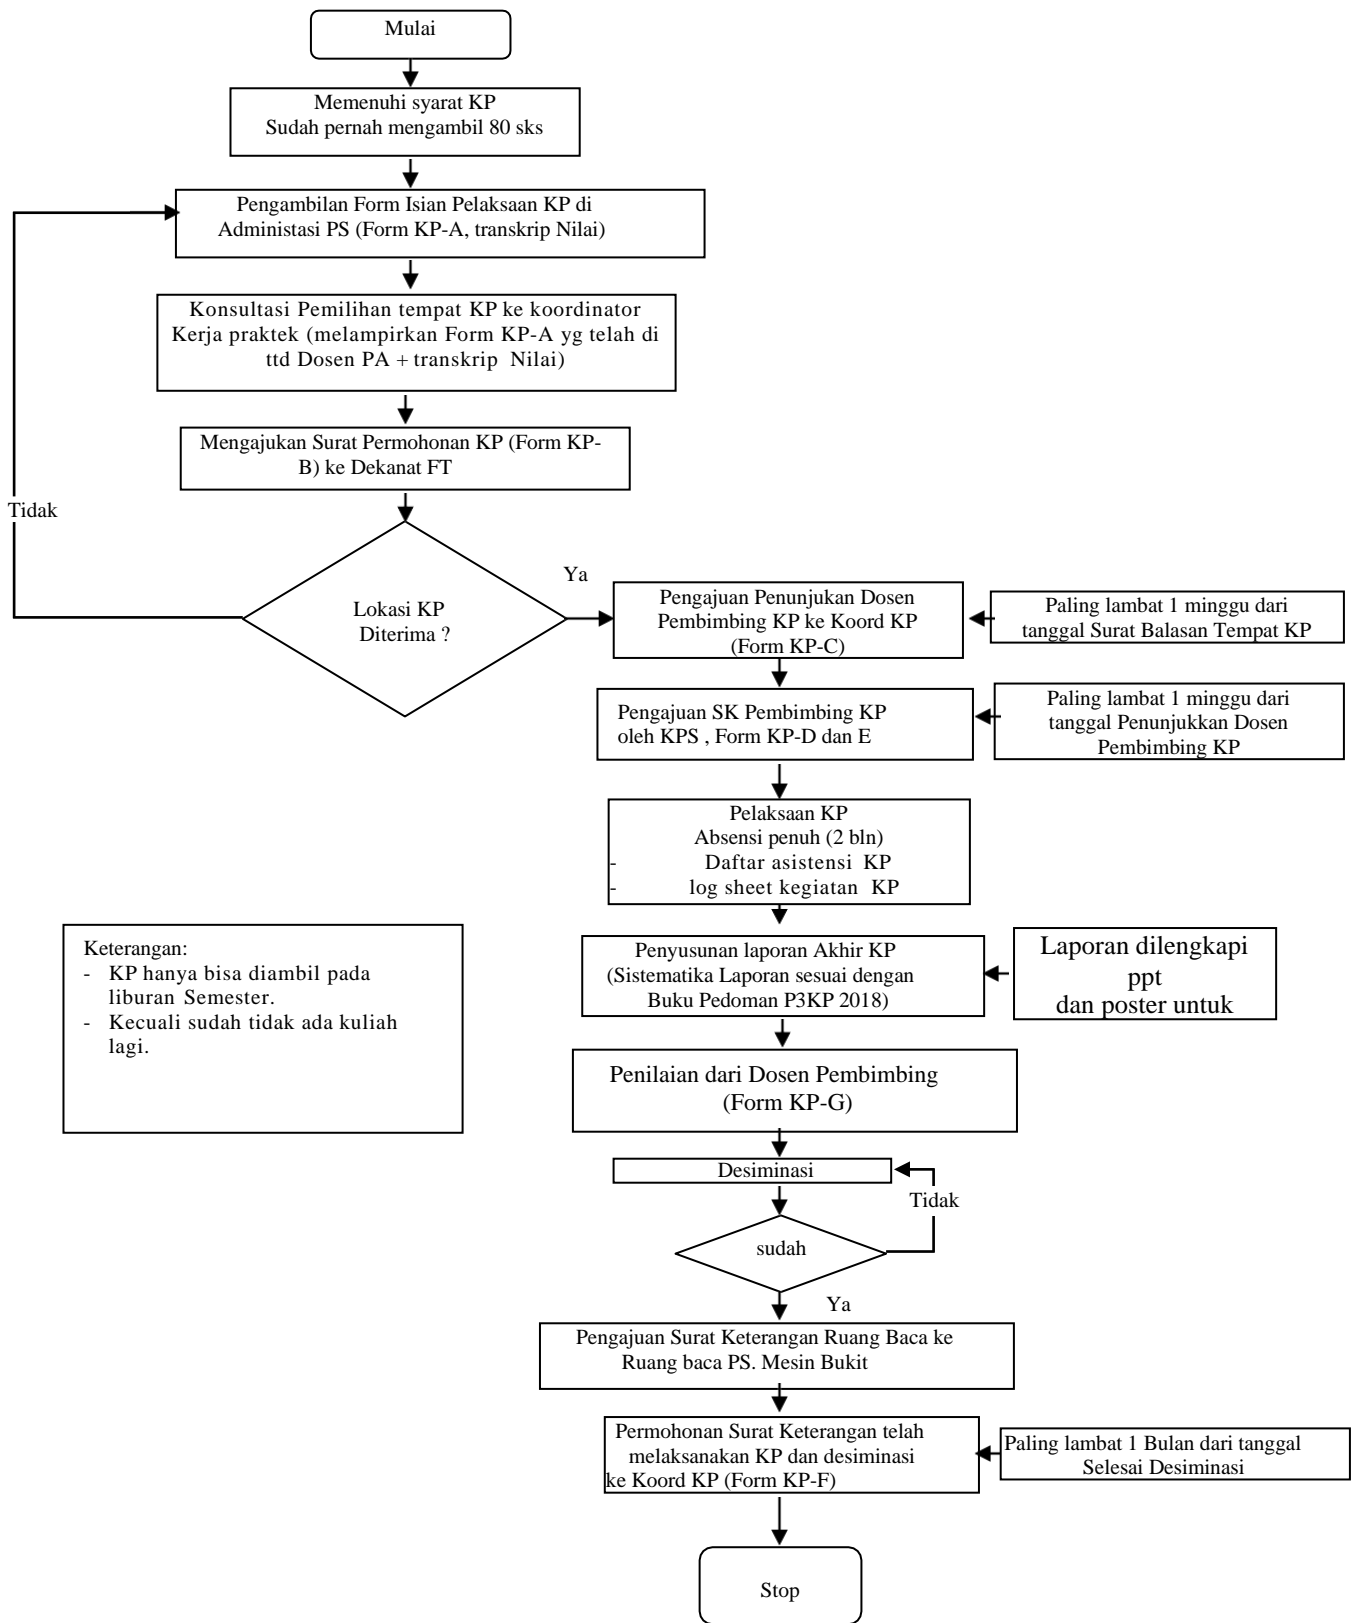 Mulai
Memenuhi syarat KP
Sudah pernah mengambil 80 sks
Pengambilan Form Isian Pelaksaan KP di
Administasi PS (Form KP-A, transkrip Nilai)
Konsultasi Pemilihan tempat KP ke koordinator
Kerja praktek (melampirkan Form KP-A yg telah di
ttd Dosen PA + transkrip Nilai)
Mengajukan Surat Permohonan KP (Form KP-
B) ke Dekanat FT
Tidak
Lokasi KP
Diterima ?
Ya
Pengajuan Penunjukan Dosen
Pembimbing KP ke Koord KP
(Form KP-C)
Paling lambat 1 minggu dari
tanggal Surat Balasan Tempat KP
Pengajuan SK Pembimbing KP
oleh KPS , Form KP-D dan E
Paling lambat 1 minggu dari
tanggal Penunjukkan Dosen
Pembimbing KP
Pelaksaan KP
Absensi penuh (2 bln)
- Daftar asistensi KP
- log sheet kegiatan KP
Keterangan:
- KP hanya bisa diambil pada
liburan Semester.
- Kecuali sudah tidak ada kuliah
lagi.
Penyusunan laporan Akhir KP
(Sistematika Laporan sesuai dengan
Buku Pedoman P3KP 2018)
Laporan dilengkapi
ppt
dan poster untuk
Penilaian dari Dosen Pembimbing
(Form KP-G)
Desiminasi
Tidak
sudah
Ya
Pengajuan Surat Keterangan Ruang Baca ke
Ruang baca PS. Mesin Bukit
Permohonan Surat Keterangan telah
melaksanakan KP dan desiminasi
ke Koord KP (Form KP-F)
Paling lambat 1 Bulan dari tanggal
Selesai Desiminasi
Stop